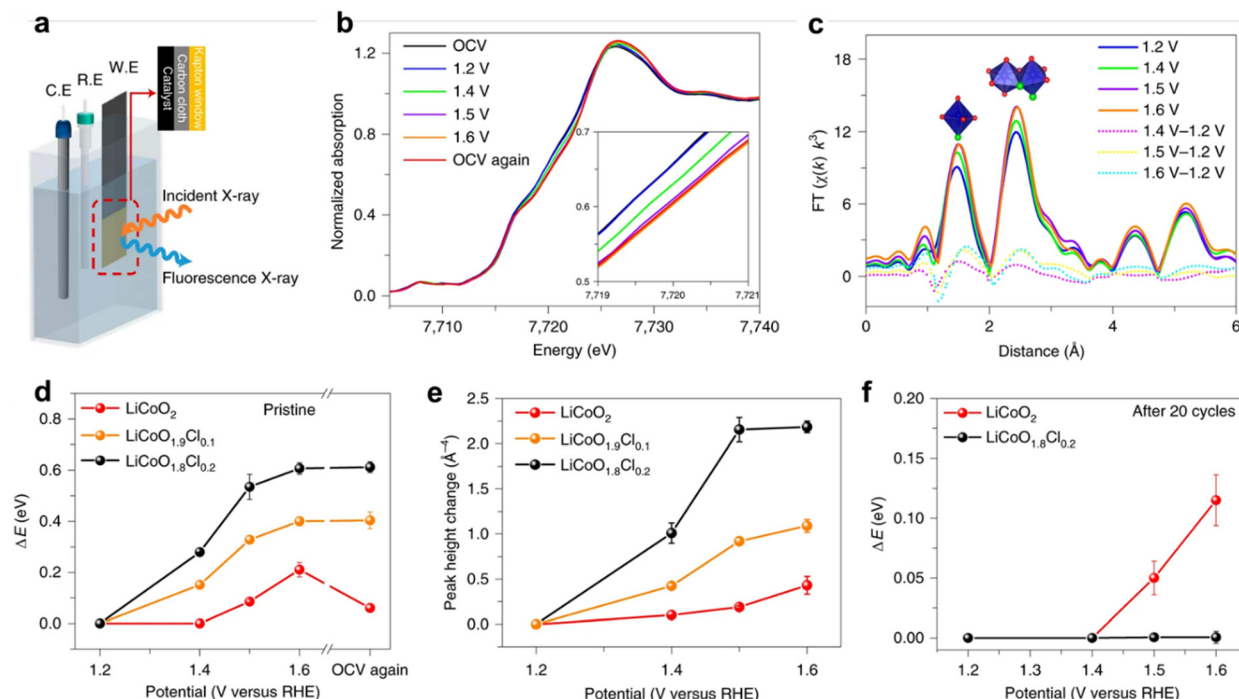 a
C.E
R.E
W.E
Catalyst
Carbon cloth
Kapton window
Incident X-ray
Fluorescence X-ray
b
Normalized absorption
1.2
0.8
0.4
0.0
OCV
1.2 V
1.4 V
1.5 V
1.6 V
OCV again
0.7
0.6
0.5
7,719
7,720
7,721
7,710
7,720
7,730
7,740
Energy (eV)
c
FT (χ(k) k³)
18
12
6
0
1.2 V
1.4 V
1.5 V
1.6 V
1.4 V–1.2 V
1.5 V–1.2 V
1.6 V–1.2 V
0 2 4 6
Distance (Å)
d
ΔE (eV)
0.8
0.6
0.4
0.2
0.0
LiCoO₂
LiCoO₁.₉Cl₀.₁
LiCoO₁.₈Cl₀.₂
Pristine
1.2 1.4 1.6 OCV again
Potential (V versus RHE)
e
Peak height change (Å⁻⁴)
2.5
2.0
1.5
1.0
0.5
0
LiCoO₂
LiCoO₁.₉Cl₀.₁
LiCoO₁.₈Cl₀.₂
1.2 1.4 1.6
Potential (V versus RHE)
f
ΔE (eV)
0.20
0.15
0.10
0.05
0.00
LiCoO₂
LiCoO₁.₈Cl₀.₂
After 20 cycles
1.2 1.3 1.4 1.5 1.6
Potential (V versus RHE)